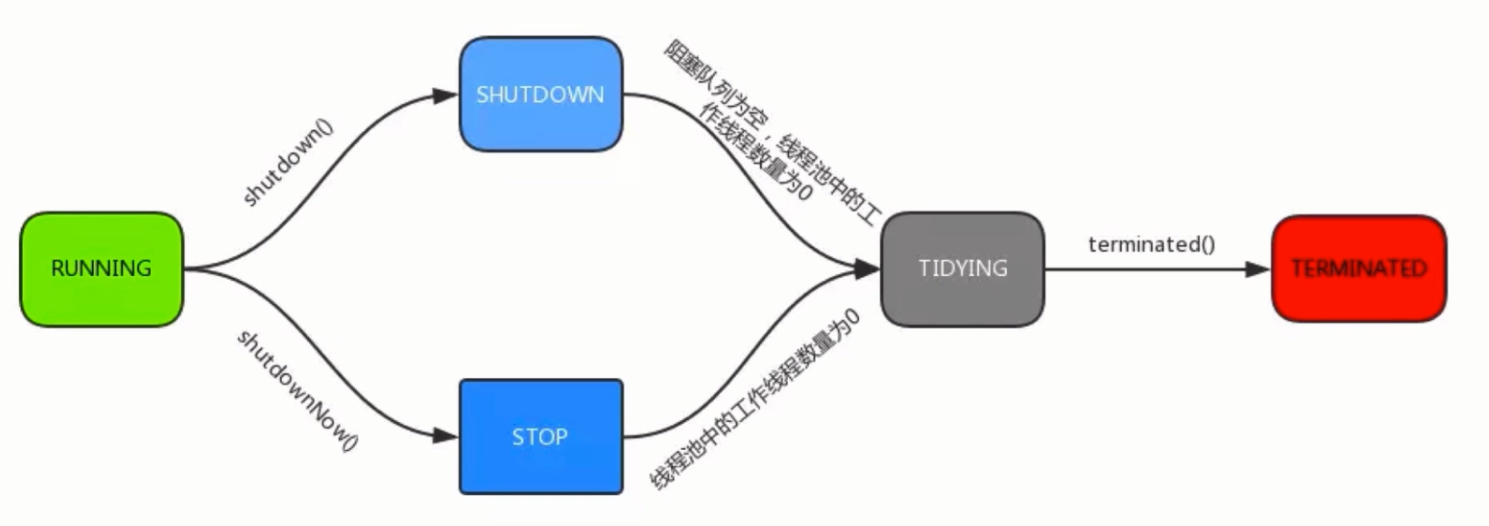 SHUTDOWN
阻塞队列为空，线程池中的工
作线程数量为0
shutdown()
RUNNING
TIDYING
terminated()
TERMINATED
shutdownNow()
STOP
线程池中的工作线程数量为0